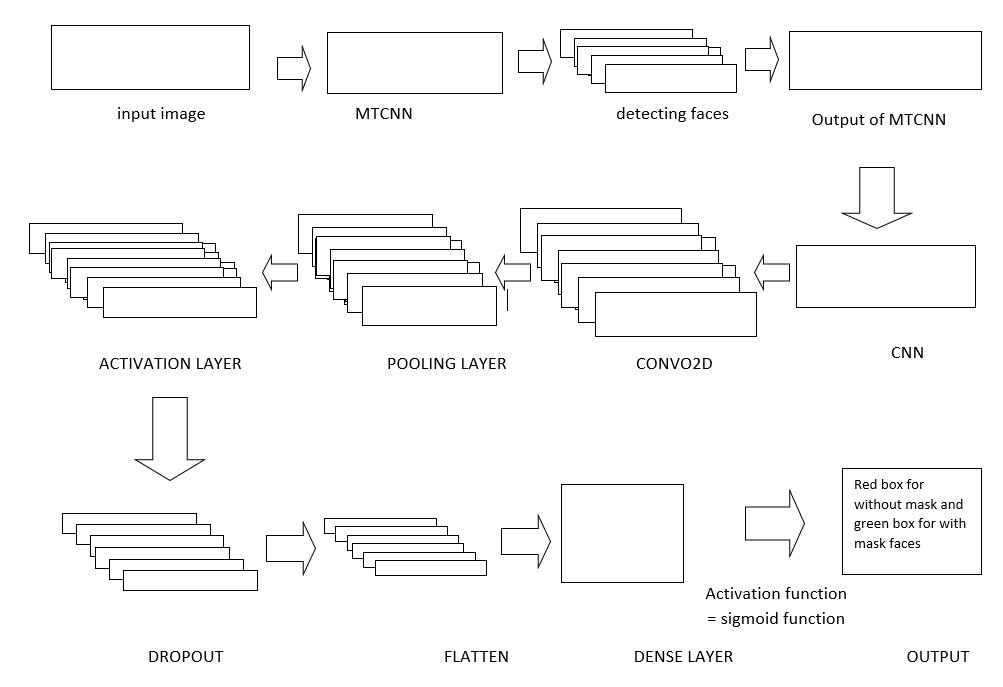 input image
MTCNN
detecting faces
Output of MTCNN
CNN
CONVO2D
POOLING LAYER
ACTIVATION LAYER
DROPOUT
FLATTEN
DENSE LAYER
Activation function
= sigmoid function
Red box for
without mask and
green box for with
mask faces
OUTPUT